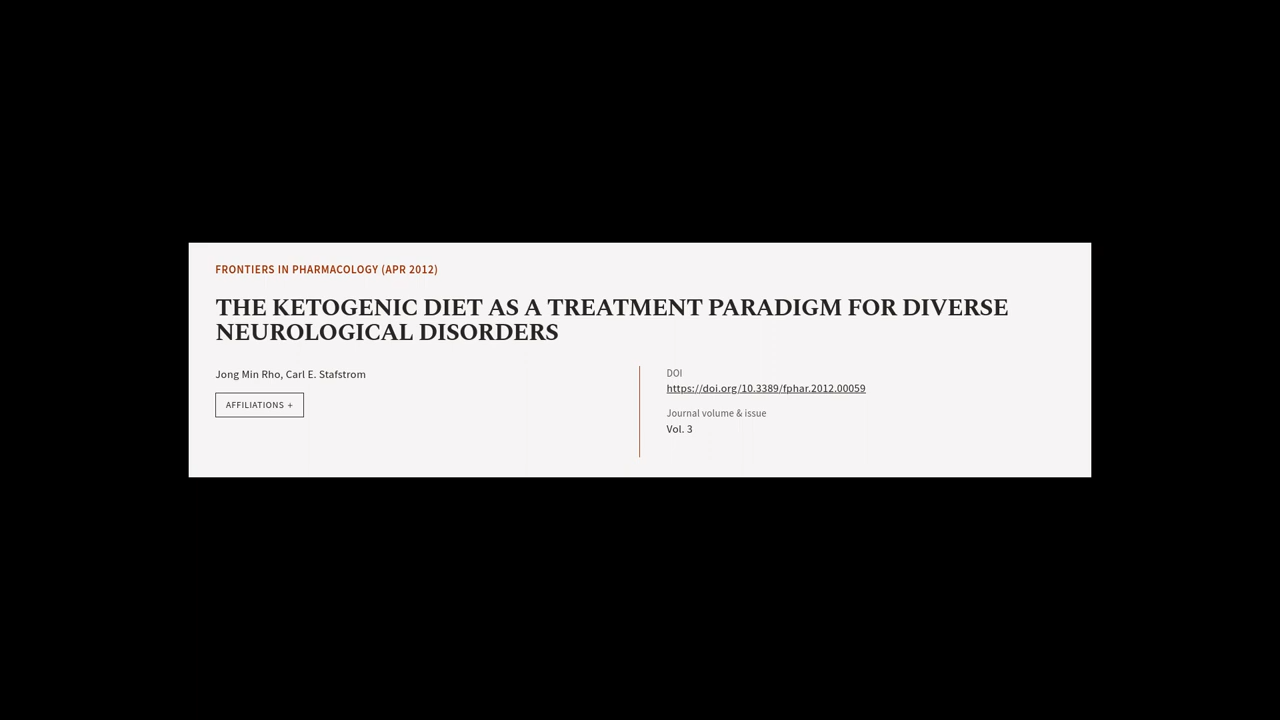 FRONTIERS IN PHARMACOLOGY (APR 2012)
THE KETOGENIC DIET AS A TREATMENT PARADIGM FOR DIVERSE
NEUROLOGICAL DISORDERS
Jong Min Rho, Carl E. Stafstrom
AFFILIATIONS +
DOI
https://doi.org/10.3389/fphar.2012.00059
Journal volume & issue
Vol. 3